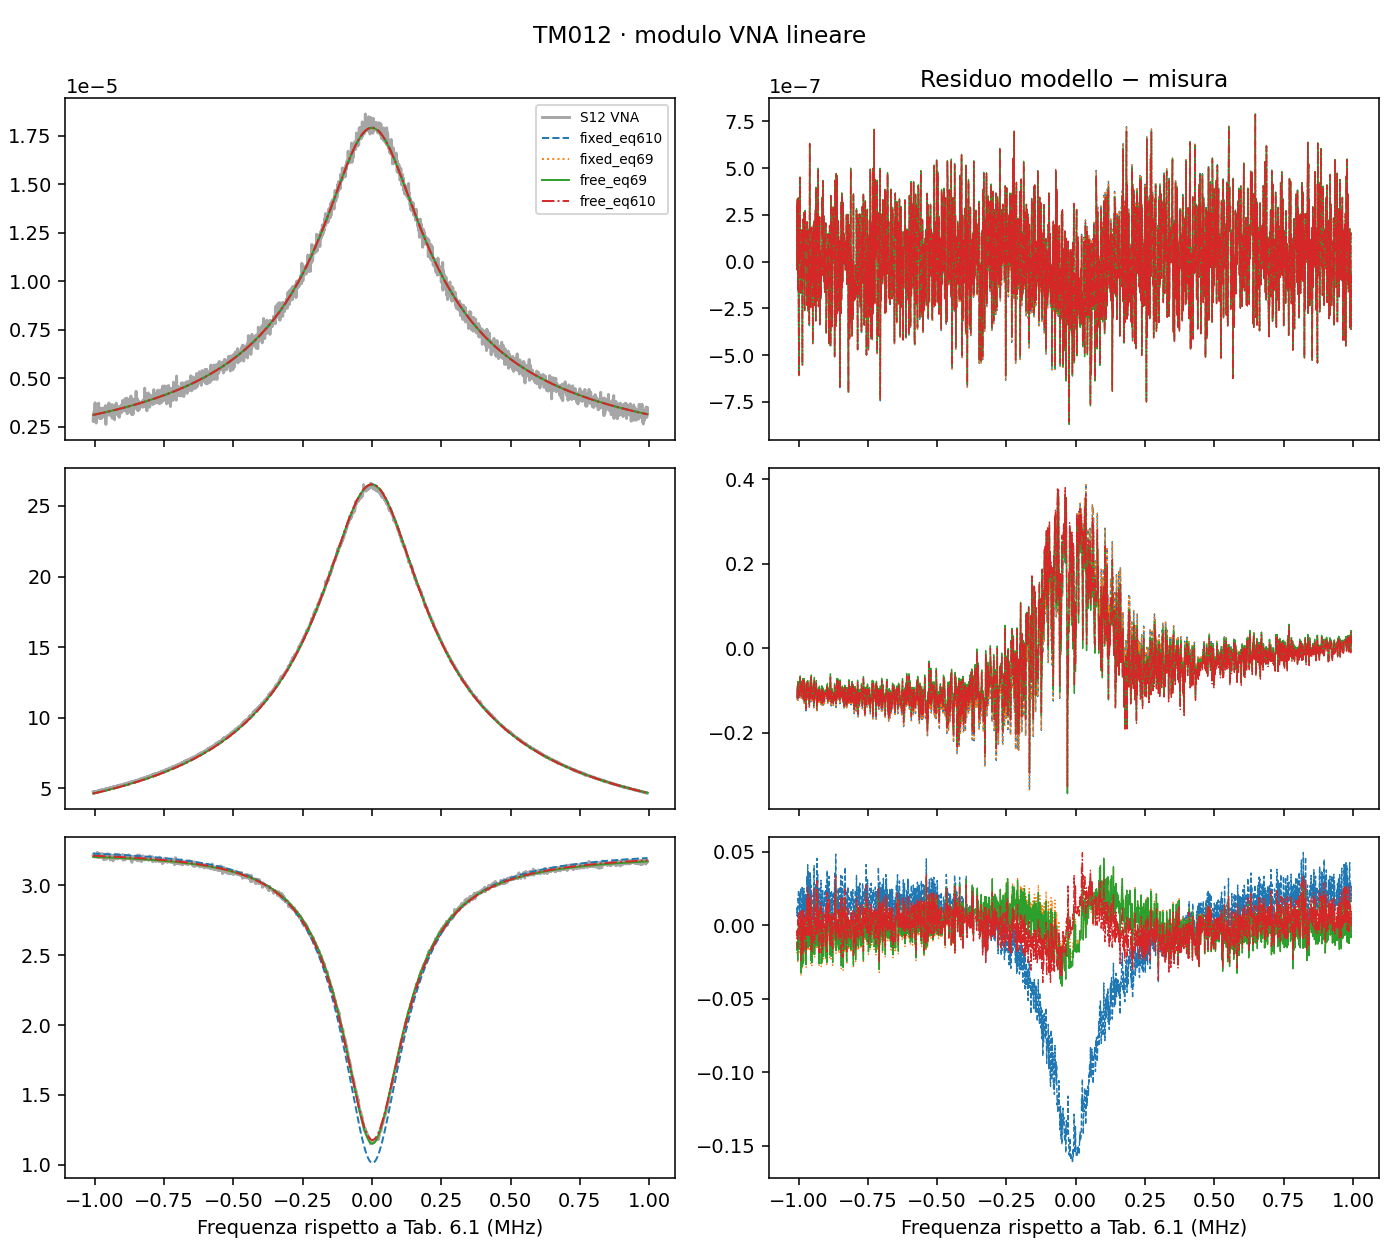 TM012 · modulo VNA lineare
1e−5
1.75
1.50
1.25
1.00
0.75
0.50
0.25
S12 VNA
fixed_eq610
fixed_eq69
free_eq69
free_eq610
Residuo modello − misura
1e−7
7.5
5.0
2.5
0.0
−2.5
−5.0
−7.5
25
20
15
10
5
0.4
0.2
0.0
−0.2
3.0
2.5
2.0
1.5
1.0
−1.00 −0.75 −0.50 −0.25 0.00 0.25 0.50 0.75 1.00
Frequenza rispetto a Tab. 6.1 (MHz)
0.05
0.00
−0.05
−0.10
−0.15
−1.00 −0.75 −0.50 −0.25 0.00 0.25 0.50 0.75 1.00
Frequenza rispetto a Tab. 6.1 (MHz)